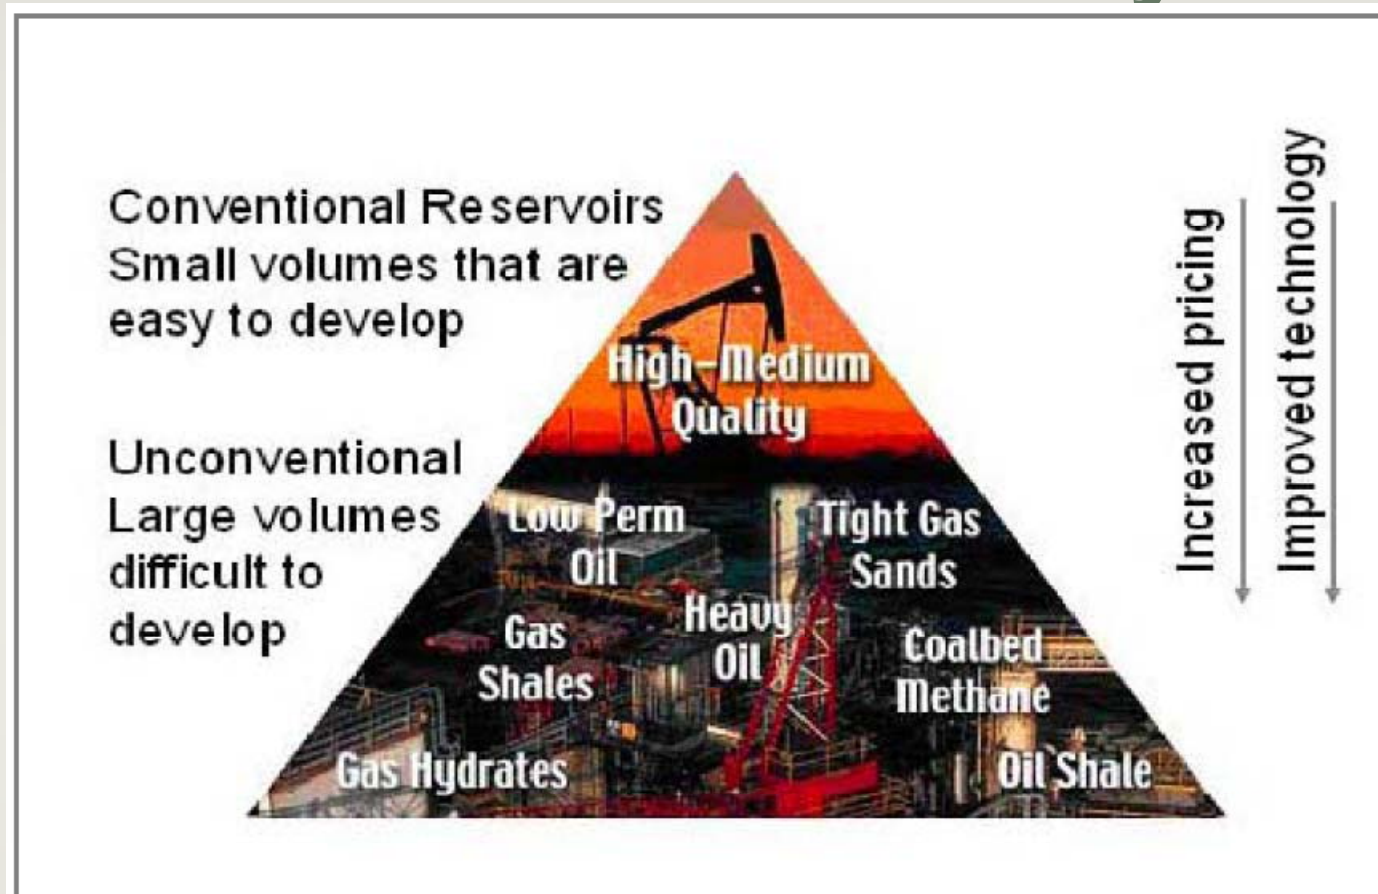 Conventional Reservoirs
Small volumes that are
easy to develop
Unconventional
Large volumes
difficult to
develop
High-Medium
Quality
Low Perm
Oil
Tight Gas
Sands
Gas
Shales
Heavy
Oil
Coalbed
Methane
Gas Hydrates
Oil Shale
Increased pricing
Improved technology